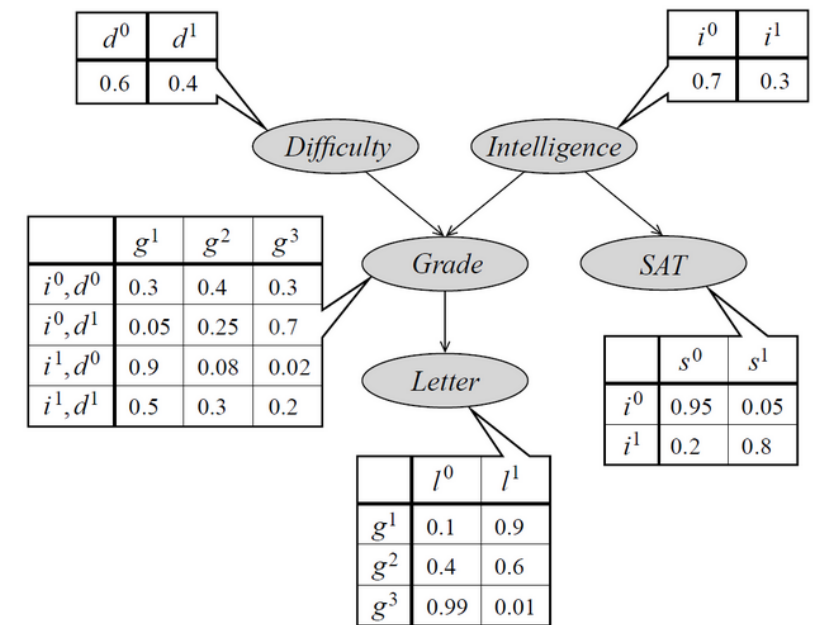 d⁰ d¹
0.6 0.4
i⁰ i¹
0.7 0.3
Difficulty
Intelligence
g¹ g² g³
i⁰,d⁰ 0.3 0.4 0.3
i⁰,d¹ 0.05 0.25 0.7
i¹,d⁰ 0.9 0.08 0.02
i¹,d¹ 0.5 0.3 0.2
Grade
SAT
Letter
s⁰ s¹
i⁰ 0.95 0.05
i¹ 0.2 0.8
l⁰ l¹
g¹ 0.1 0.9
g² 0.4 0.6
g³ 0.99 0.01